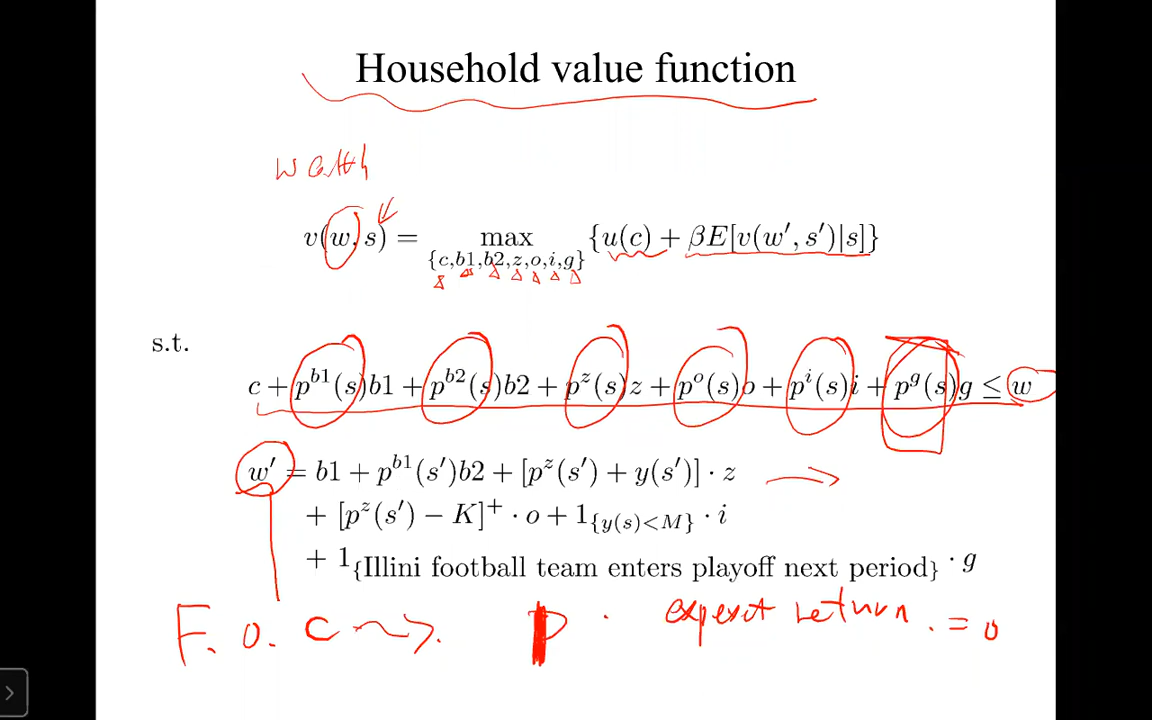 Household value function
wealth
v(w, s) = max {u(c) + βE[v(w′, s′)|s]}
{c,b1,b2,z,o,i,g}
s.t.
c + p^{b1}(s)b1 + p^{b2}(s)b2 + p^z(s)z + p^o(s)o + p^i(s)i + p^g(s)g ≤ w
w′ = b1 + p^{b1}(s′)b2 + [p^z(s′) + y(s′)] · z
+ [p^z(s′) − K]^+ · o + 1_{y(s)<M} · i
+ 1_{Illini football team enters playoff next period} · g
F. o. c → p · expect return . = 0